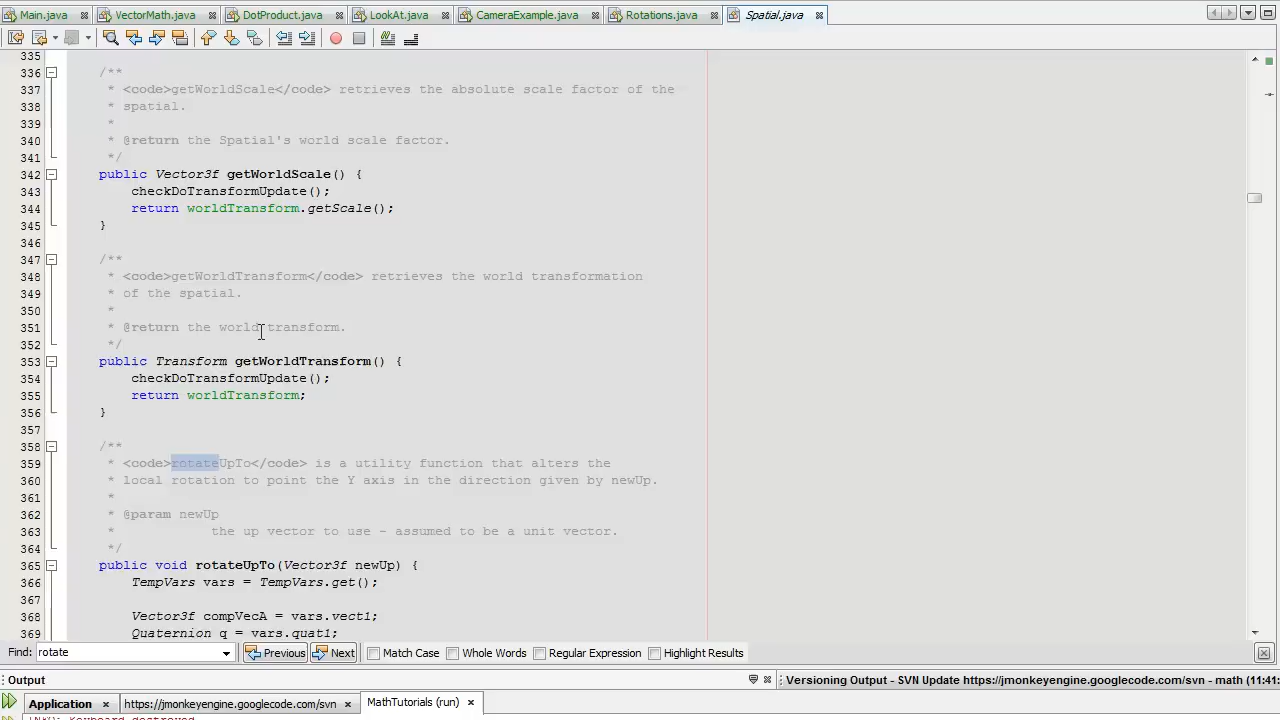 Main.java VectorMath.java DotProduct.java LookAt.java CameraExample.java Rotations.java Spatial.java
335
336 /**
337 * <code>getWorldScale</code> retrieves the absolute scale factor of the
338 * spatial.
339 *
340 * @return the Spatial's world scale factor.
341 */
342 public Vector3f getWorldScale() {
343 checkDoTransformUpdate();
344 return worldTransform.getScale();
345 }
346
347 /**
348 * <code>getWorldTransform</code> retrieves the world transformation
349 * of the spatial.
350 *
351 * @return the world transform.
352 */
353 public Transform getWorldTransform() {
354 checkDoTransformUpdate();
355 return worldTransform;
356 }
357
358 /**
359 * <code>rotateUpTo</code> is a utility function that alters the
360 * local rotation to point the Y axis in the direction given by newUp.
361 *
362 * @param newUp
363 * the up vector to use - assumed to be a unit vector.
364 */
365 public void rotateUpTo(Vector3f newUp) {
366 TempVars vars = TempVars.get();
367
368 Vector3f compVecA = vars.vect1;
369 Quaternion q = vars.quat1;
Find: rotate Previous Next Match Case Whole Words Regular Expression Highlight Results
Output Versioning Output - SVN Update https://jmonkeyengine.googlecode.com/svn - math (11:41
Application https://jmonkeyengine.googlecode.com/svn MathTutorials (run)
INFO: Keyboard destroyed